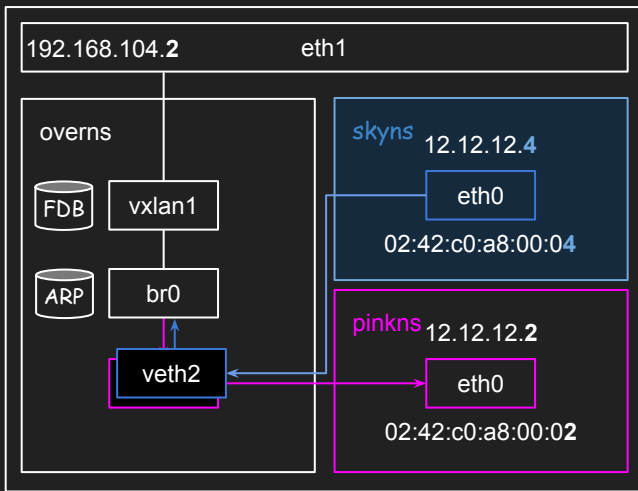 192.168.104.2 eth1
overns
FDB
vxlan1
ARP
br0
veth2
skyns
12.12.12.4
eth0
02:42:c0:a8:00:04
pinkns
12.12.12.2
eth0
02:42:c0:a8:00:02